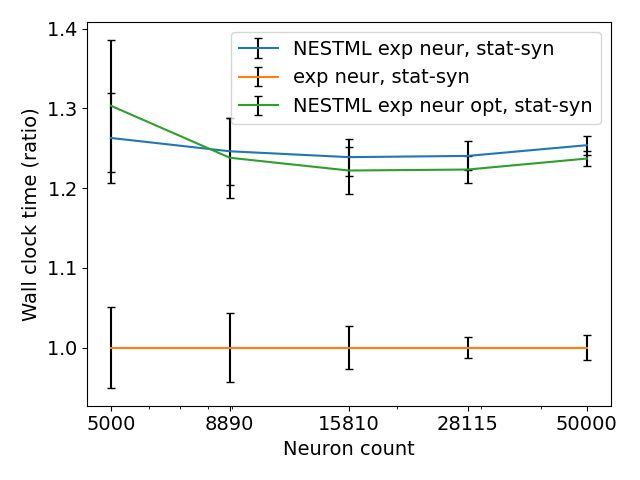 1.4
1.3
1.2
1.1
1.0
Wall clock time (ratio)
NESTML exp neur, stat-syn
exp neur, stat-syn
NESTML exp neur opt, stat-syn
5000 8890 15810 28115 50000
Neuron count